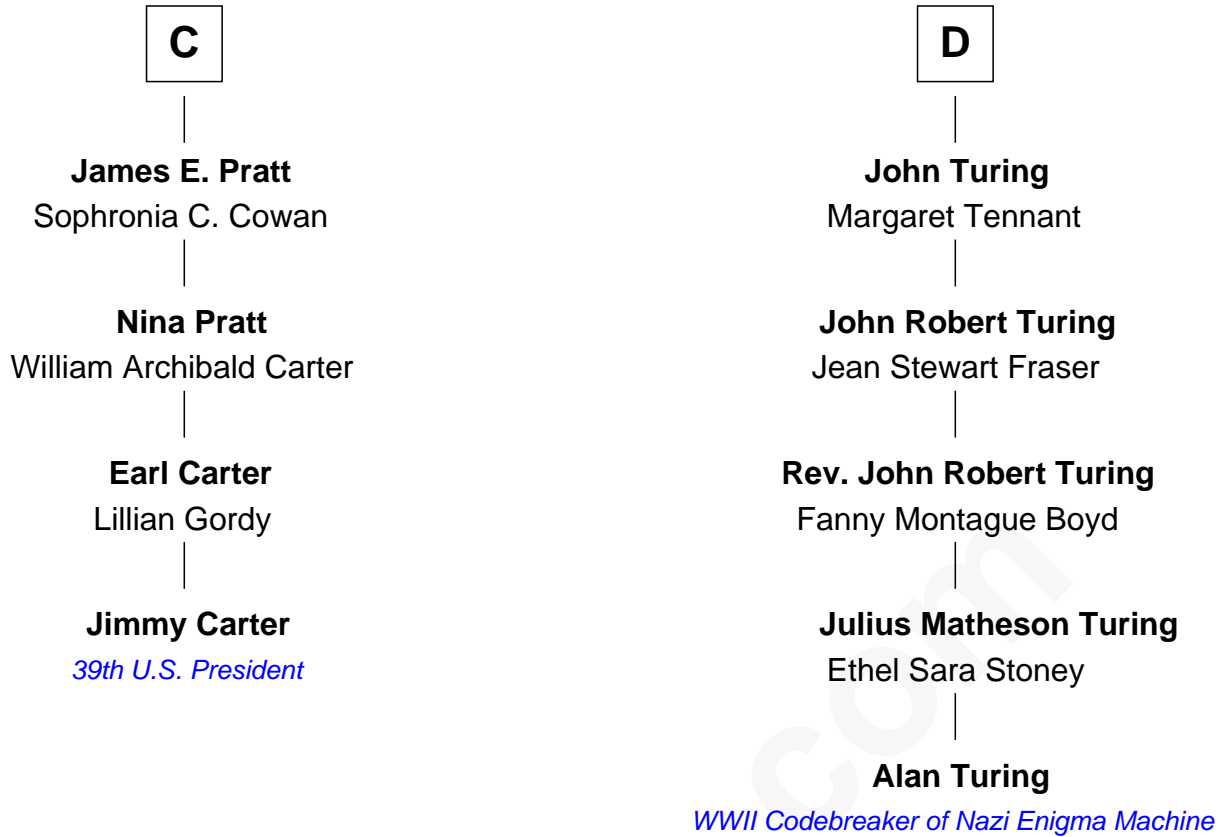 C
James E. Pratt
Sophronia C. Cowan
Nina Pratt
William Archibald Carter
Earl Carter
Lillian Gordy
Jimmy Carter
39th U.S. President
D
John Turing
Margaret Tennant
John Robert Turing
Jean Stewart Fraser
Rev. John Robert Turing
Fanny Montague Boyd
Julius Matheson Turing
Ethel Sara Stoney
Alan Turing
WWII Codebreaker of Nazi Enigma Machine
com